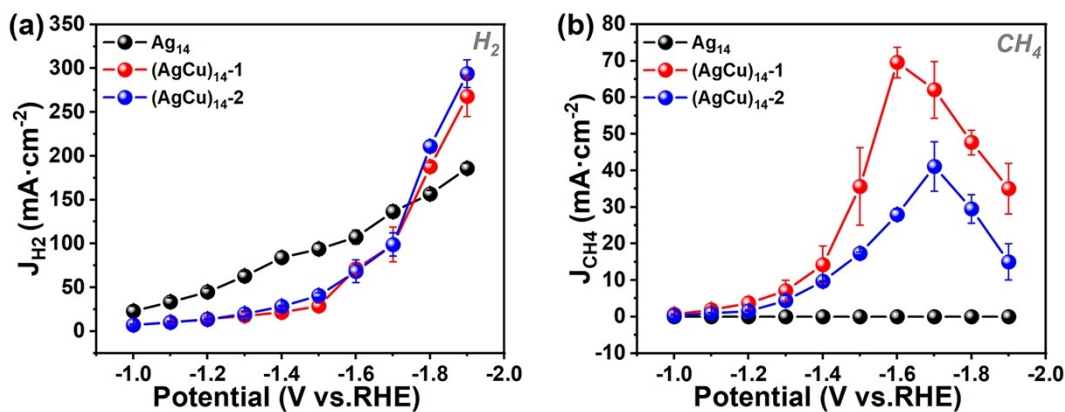 (a)
H₂
Ag₁₄
(AgCu)₁₄-1
(AgCu)₁₄-2
J_H2 (mA·cm⁻²)
350
300
250
200
150
100
50
0
-1.0 -1.2 -1.4 -1.6 -1.8 -2.0
Potential (V vs.RHE)
(b)
CH₄
Ag₁₄
(AgCu)₁₄-1
(AgCu)₁₄-2
J_CH4 (mA·cm⁻²)
80
70
60
50
40
30
20
10
0
-10
-1.0 -1.2 -1.4 -1.6 -1.8 -2.0
Potential (V vs.RHE)